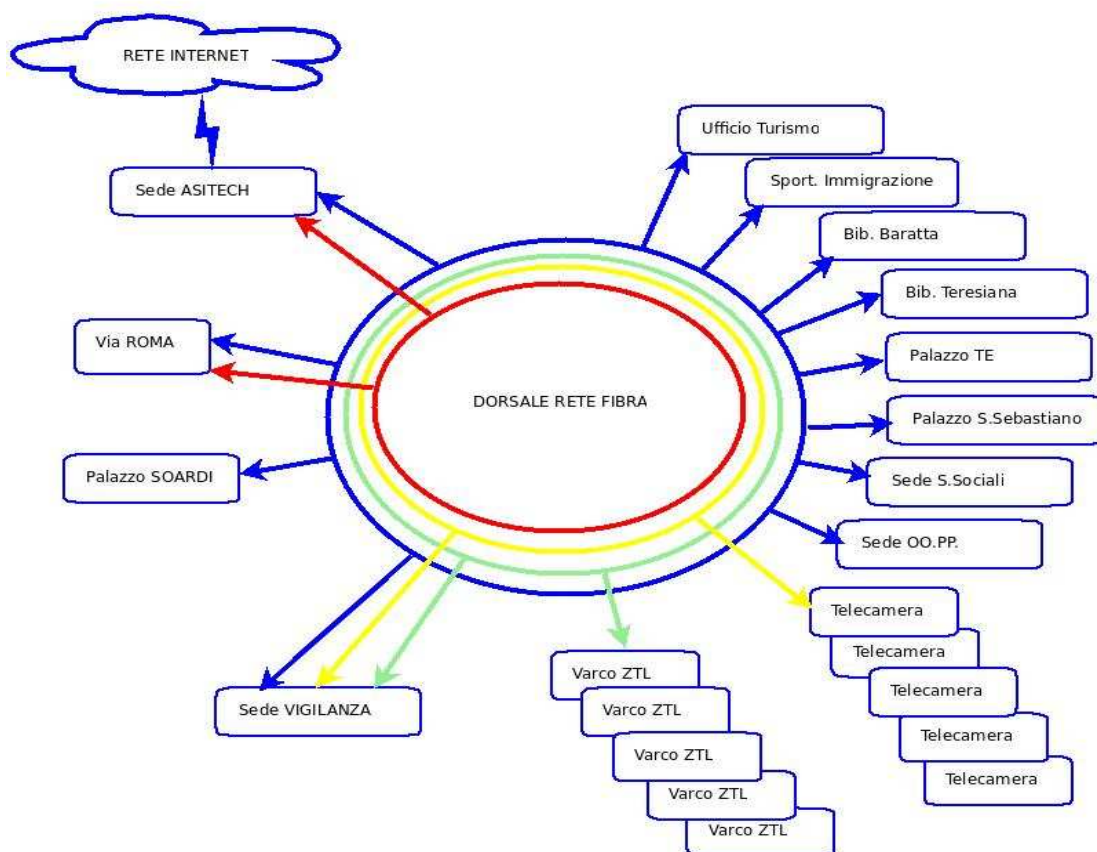 RETE INTERNET
Ufficio Turismo
Sede ASITECH
Sport. Immigrazione
Bib. Baratta
Bib. Teresiana
Via ROMA
Palazzo TE
DORSALE RETE FIBRA
Palazzo S.Sebastiano
Palazzo SOARDI
Sede S.Sociali
Sede OO.PP.
Telecamera
Telecamera
Telecamera
Telecamera
Telecamera
Sede VIGILANZA
Varco ZTL
Varco ZTL
Varco ZTL
Varco ZTL
Varco ZTL